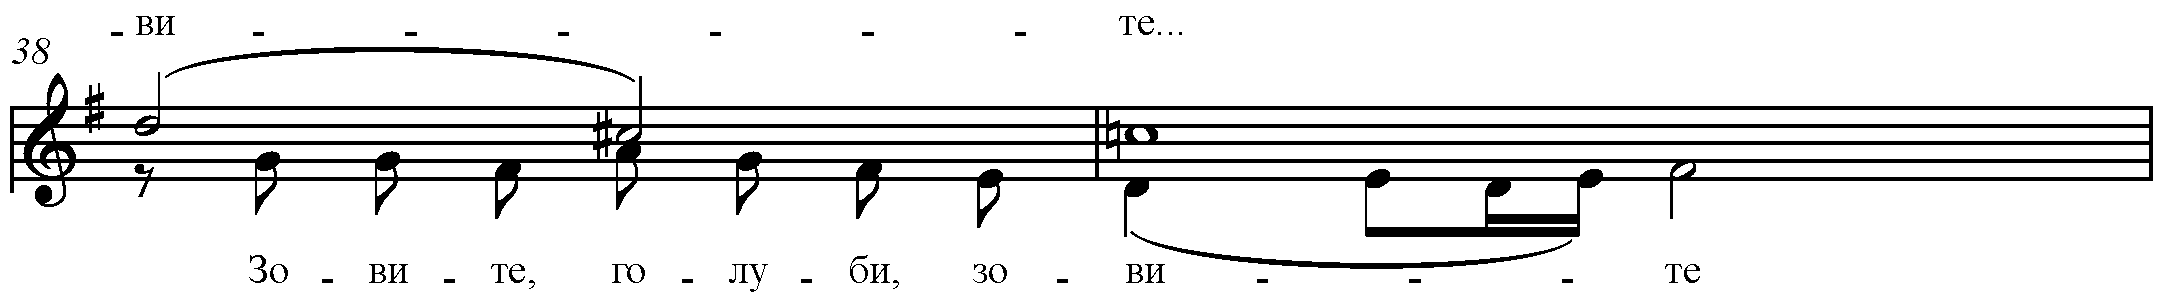 - ви - - - - - - те...
38
Зо - ви - те, го - лу - би, зо - ви - - - те